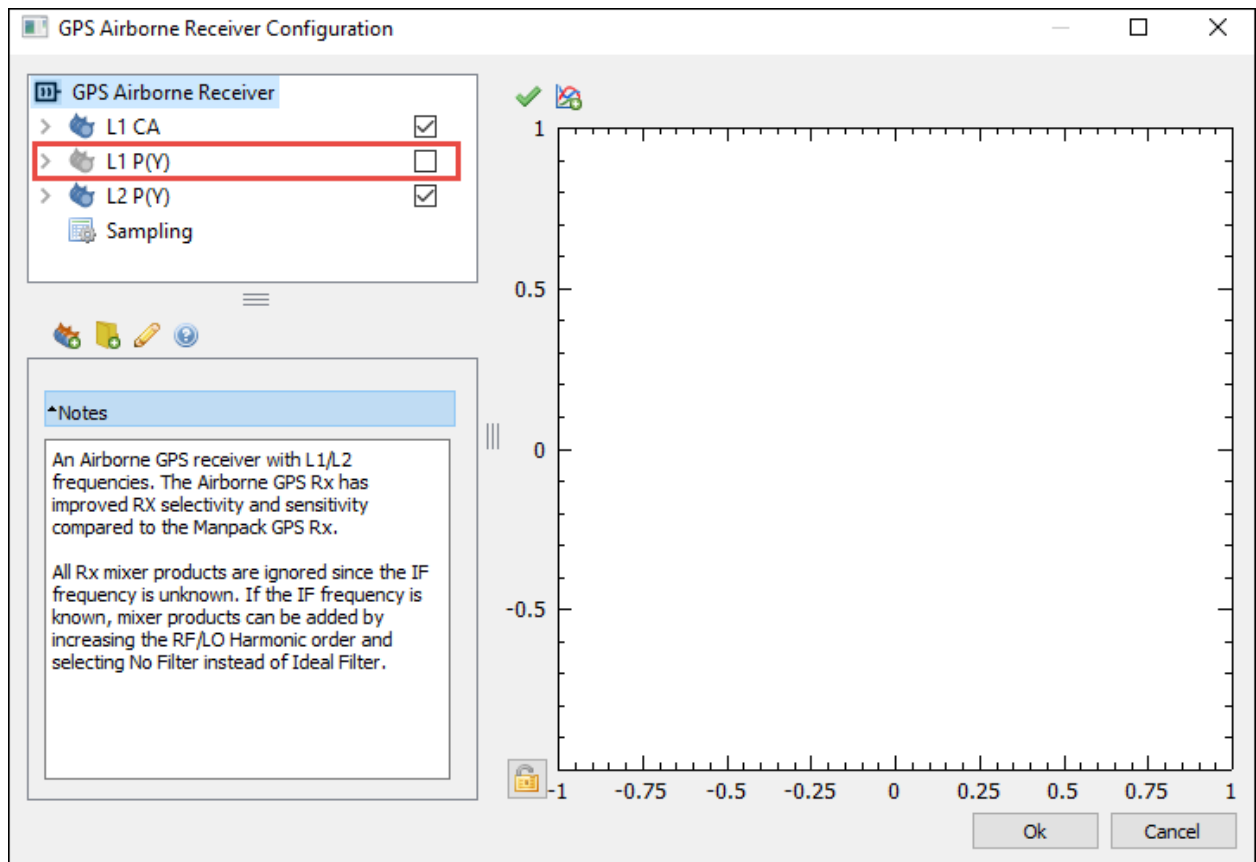 GPS Airborne Receiver Configuration
GPS Airborne Receiver
L1 CA
L1 P(Y)
L2 P(Y)
Sampling
Notes
An Airborne GPS receiver with L1/L2
frequencies. The Airborne GPS Rx has
improved RX selectivity and sensitivity
compared to the Manpack GPS Rx.
All Rx mixer products are ignored since the IF
frequency is unknown. If the IF frequency is
known, mixer products can be added by
increasing the RF/LO Harmonic order and
selecting No Filter instead of Ideal Filter.
1
0.5
0
-0.5
-1 -0.75 -0.5 -0.25 0 0.25 0.5 0.75 1
Ok Cancel